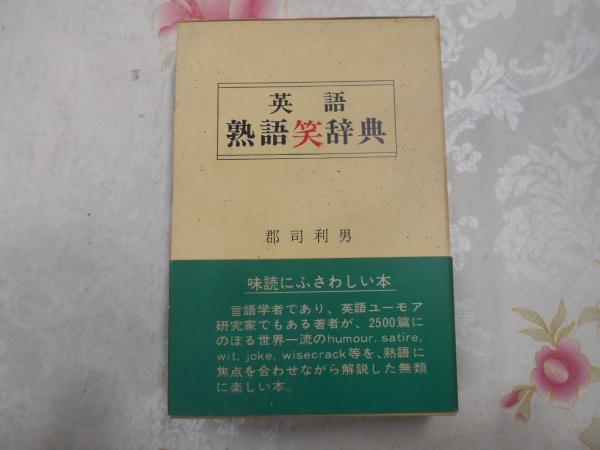 英語
熟語笑辞典
郡司利男
味読にふさわしい本
言語学者であり、英語ユーモア
研究家でもある著者が、2500篇に
のぼる世界一流のhumour, satire,
wit, joke, wisecrack等を、熟語に
焦点を合わせながら解説した無類
に楽しい本。